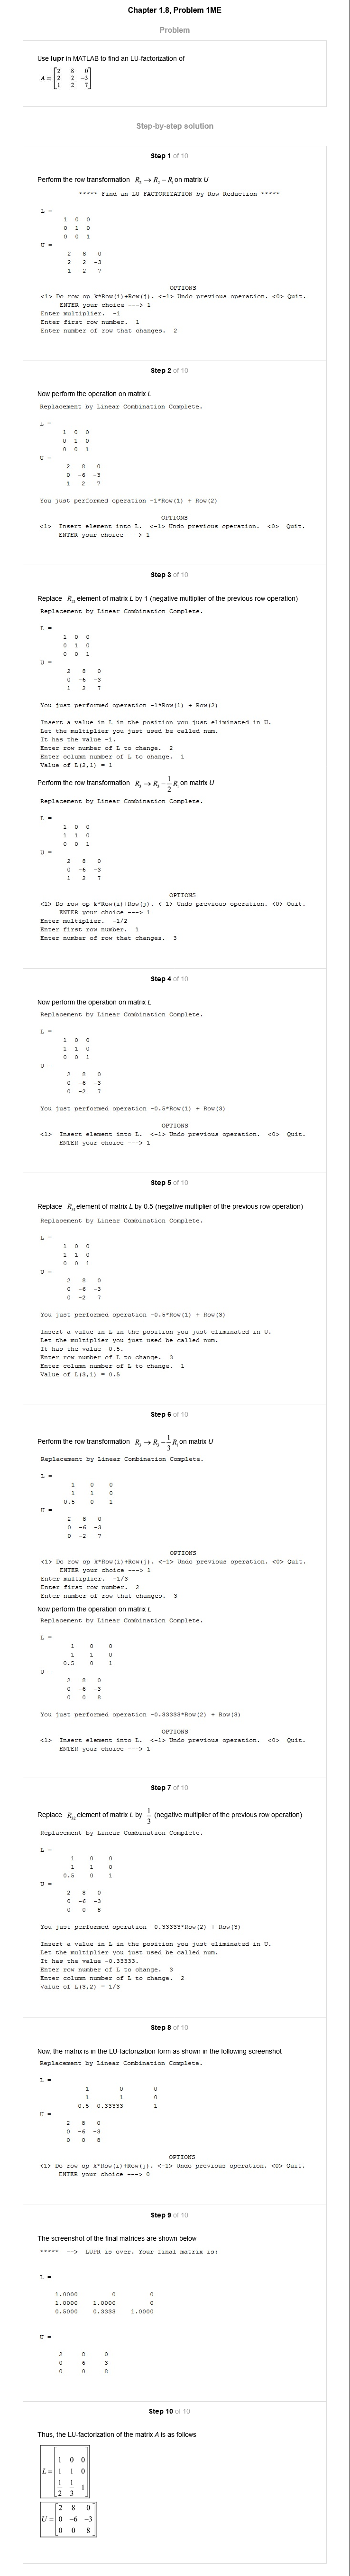 Chapter 1.8, Problem 1ME
Problem
Use lupr in MATLAB to find an LU-factorization of
A = [2 8 0
2 2 −3
1 2 7]
Step-by-step solution
Step 1 of 10
Perform the row transformation R₂ → R₂ − R₁ on matrix U
***** Find an LU-FACTORIZATION by Row Reduction *****
L =
1 0 0
0 1 0
0 0 1
U =
2 8 0
2 2 -3
1 2 7
OPTIONS
<1> Do row op k*Row(i)+Row(j). <-1> Undo previous operation. <0> Quit.
ENTER your choice ---> 1
Enter multiplier. -1
Enter first row number. 1
Enter number of row that changes. 2
Step 2 of 10
Now perform the operation on matrix L
Replacement by Linear Combination Complete.
L =
1 0 0
0 1 0
0 0 1
U =
2 8 0
0 -6 -3
1 2 7
You just performed operation -1*Row(1) + Row(2)
OPTIONS
<1> Insert element into L. <-1> Undo previous operation. <0> Quit.
ENTER your choice ---> 1
Step 3 of 10
Replace R₂₁ element of matrix L by 1 (negative multiplier of the previous row operation)
Replacement by Linear Combination Complete.
L =
1 0 0
0 1 0
0 0 1
U =
2 8 0
0 -6 -3
1 2 7
You just performed operation -1*Row(1) + Row(2)
Insert a value in L in the position you just eliminated in U.
Let the multiplier you just used be called num.
It has the value -1.
Enter row number of L to change. 2
Enter column number of L to change. 1
Value of L(2,1) = 1
Perform the row transformation R₃ → R₃ − 1/2 R₁ on matrix U
Replacement by Linear Combination Complete.
L =
1 0 0
1 1 0
0 0 1
U =
2 8 0
0 -6 -3
1 2 7
OPTIONS
<1> Do row op k*Row(i)+Row(j). <-1> Undo previous operation. <0> Quit.
ENTER your choice ---> 1
Enter multiplier. -1/2
Enter first row number. 1
Enter number of row that changes. 3
Step 4 of 10
Now perform the operation on matrix L
Replacement by Linear Combination Complete.
L =
1 0 0
1 1 0
0 0 1
U =
2 8 0
0 -6 -3
0 -2 7
You just performed operation -0.5*Row(1) + Row(3)
OPTIONS
<1> Insert element into L. <-1> Undo previous operation. <0> Quit.
ENTER your choice ---> 1
Step 5 of 10
Replace R₃₁ element of matrix L by 0.5 (negative multiplier of the previous row operation)
Replacement by Linear Combination Complete.
L =
1 0 0
1 1 0
0 0 1
U =
2 8 0
0 -6 -3
0 -2 7
You just performed operation -0.5*Row(1) + Row(3)
Insert a value in L in the position you just eliminated in U.
Let the multiplier you just used be called num.
It has the value -0.5.
Enter row number of L to change. 3
Enter column number of L to change. 1
Value of L(3,1) = 0.5
Step 6 of 10
Perform the row transformation R₃ → R₃ − 1/3 R₂ on matrix U
Replacement by Linear Combination Complete.
L =
1 0 0
1 1 0
0.5 0 1
U =
2 8 0
0 -6 -3
0 -2 7
OPTIONS
<1> Do row op k*Row(i)+Row(j). <-1> Undo previous operation. <0> Quit.
ENTER your choice ---> 1
Enter multiplier. -1/3
Enter first row number. 2
Enter number of row that changes. 3
Now perform the operation on matrix L
Replacement by Linear Combination Complete.
L =
1 0 0
1 1 0
0.5 0 1
U =
2 8 0
0 -6 -3
0 0 8
You just performed operation -0.33333*Row(2) + Row(3)
OPTIONS
<1> Insert element into L. <-1> Undo previous operation. <0> Quit.
ENTER your choice ---> 1
Step 7 of 10
Replace R₃₂ element of matrix L by 1/3 (negative multiplier of the previous row operation)
Replacement by Linear Combination Complete.
L =
1 0 0
1 1 0
0.5 0 1
U =
2 8 0
0 -6 -3
0 0 8
You just performed operation -0.33333*Row(2) + Row(3)
Insert a value in L in the position you just eliminated in U.
Let the multiplier you just used be called num.
It has the value -0.33333.
Enter row number of L to change. 3
Enter column number of L to change. 2
Value of L(3,2) = 1/3
Step 8 of 10
Now, the matrix is in the LU-factorization form as shown in the following screenshot
Replacement by Linear Combination Complete.
L =
1 0 0
1 1 0
0.5 0.33333 1
U =
2 8 0
0 -6 -3
0 0 8
OPTIONS
<1> Do row op k*Row(i)+Row(j). <-1> Undo previous operation. <0> Quit.
ENTER your choice ---> 0
Step 9 of 10
The screenshot of the final matrices are shown below
***** --> LUPR is over. Your final matrix is:
L =
1.0000 0 0
1.0000 1.0000 0
0.5000 0.3333 1.0000
U =
2 8 0
0 -6 -3
0 0 8
Step 10 of 10
Thus, the LU-factorization of the matrix A is as follows
L = [1 0 0
1 1 0
1/2 1/3 1]
U = [2 8 0
0 −6 −3
0 0 8]